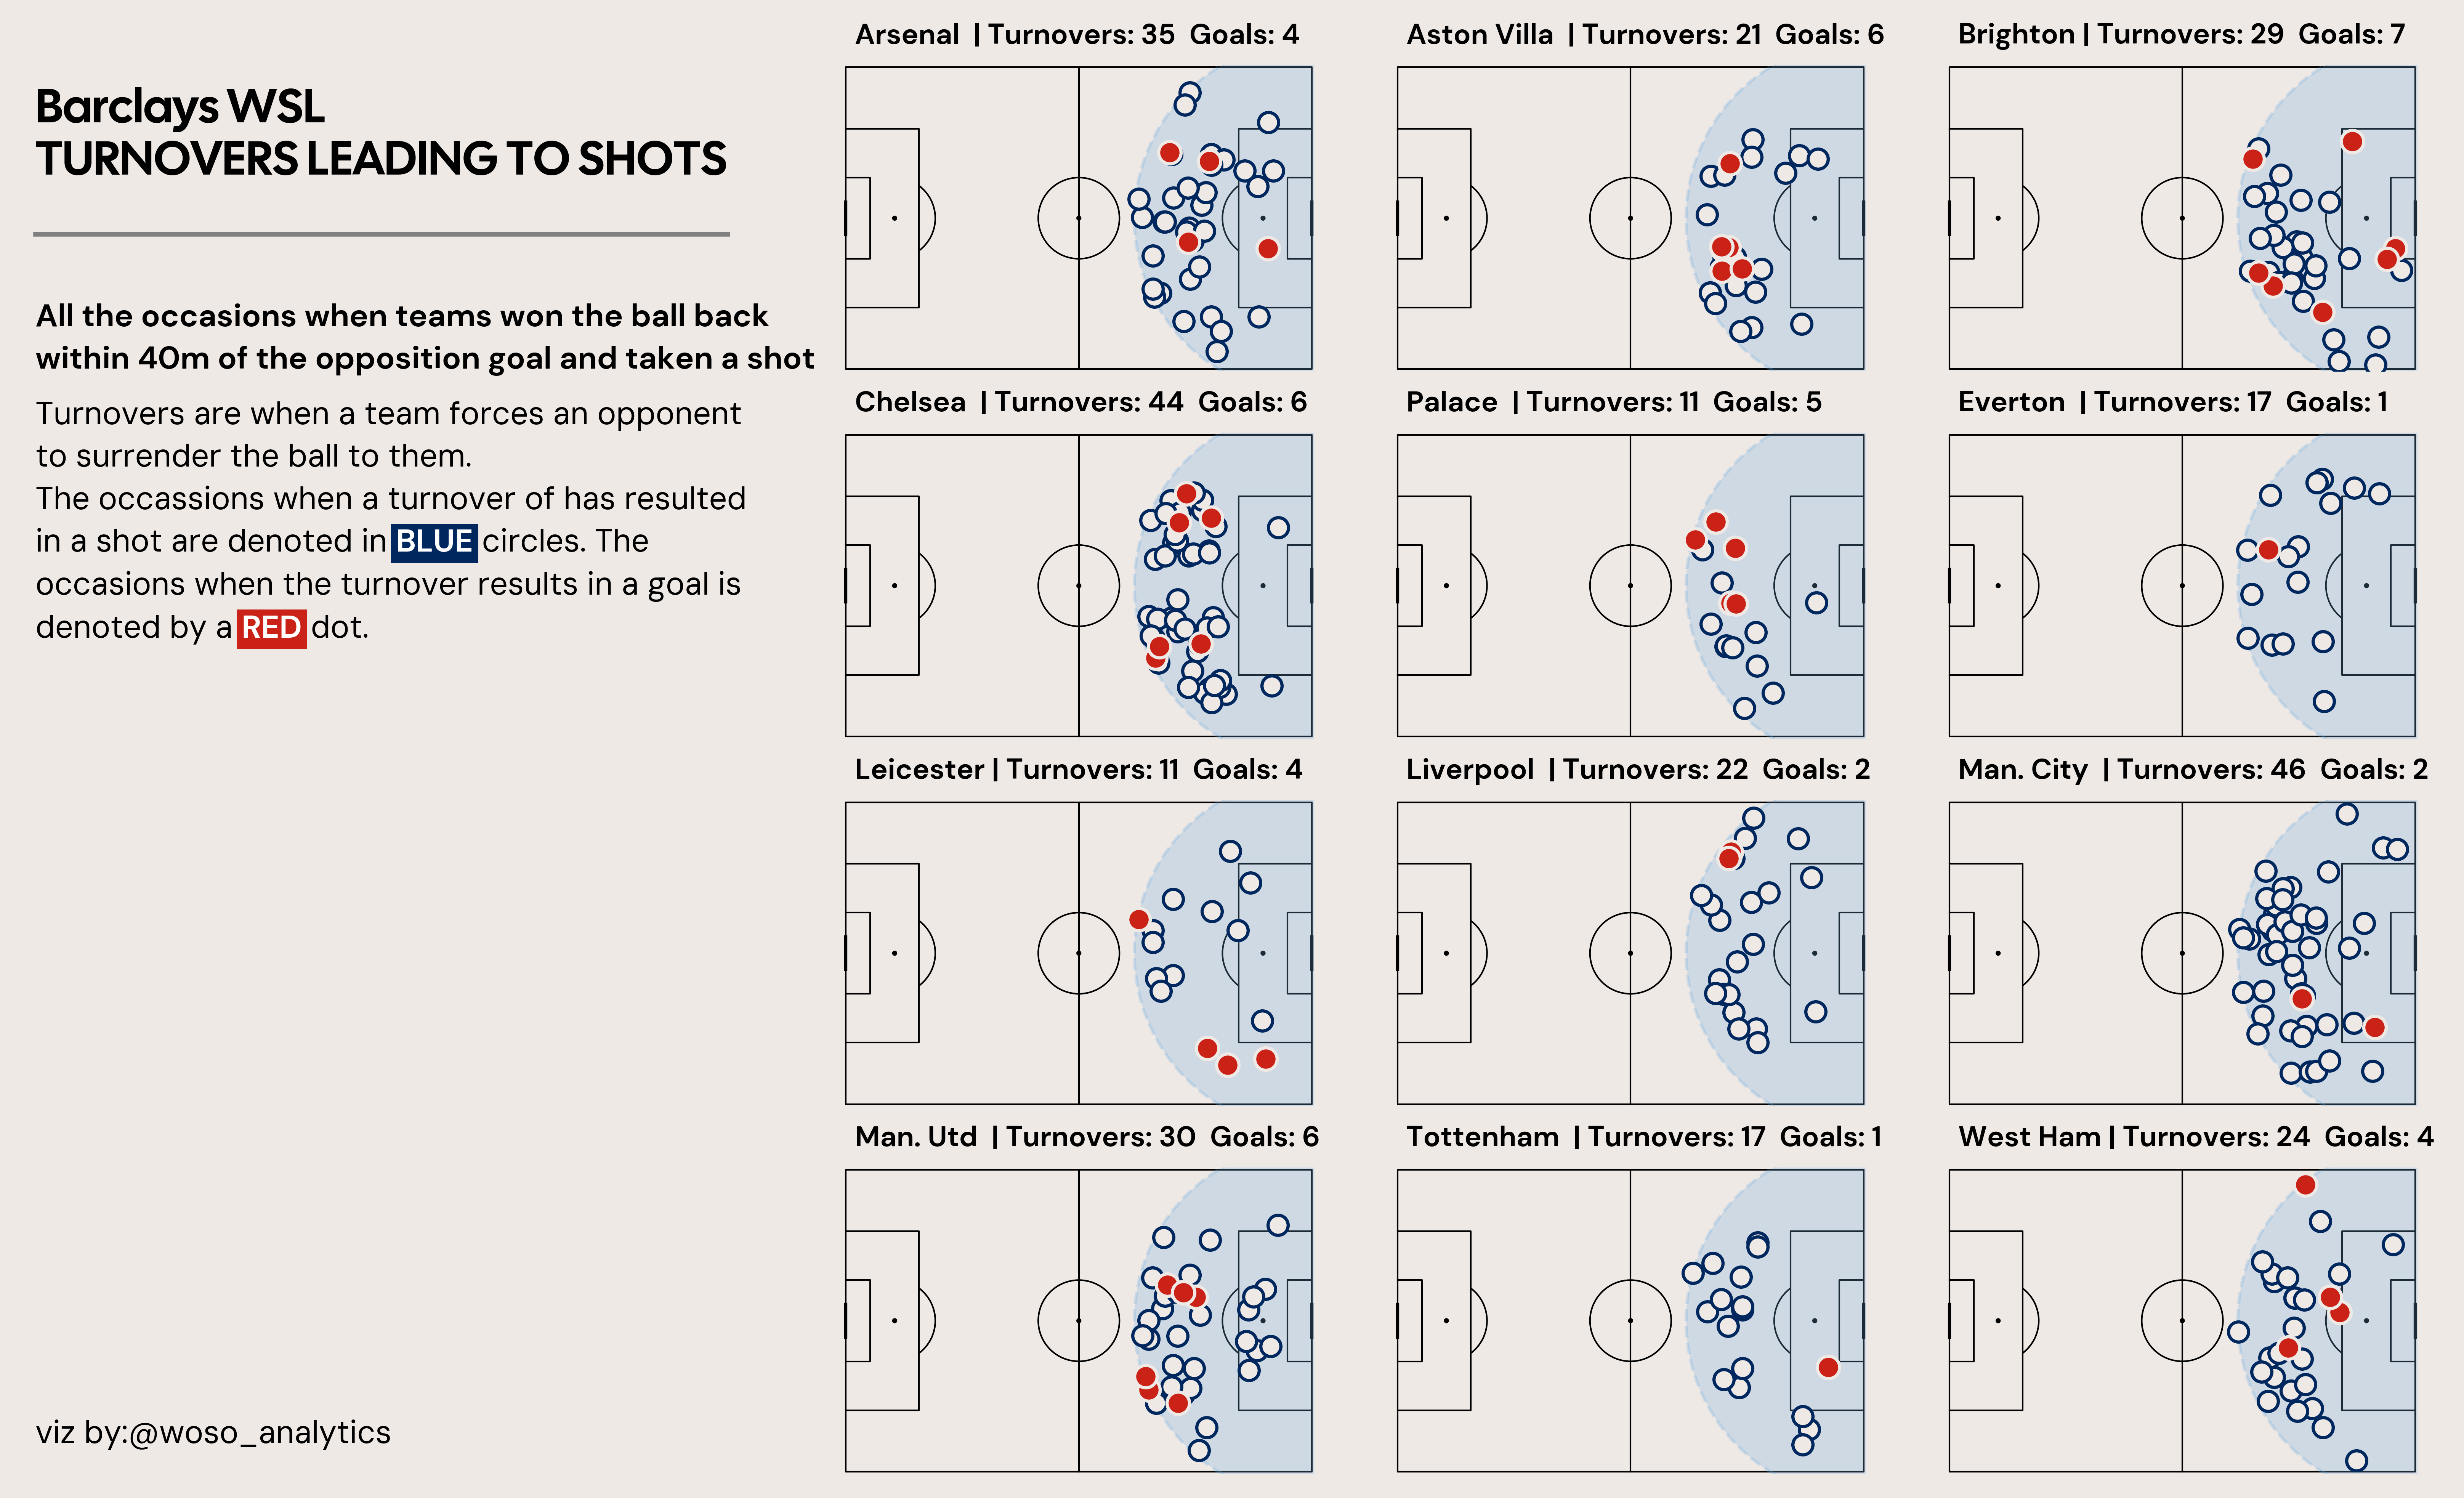 Barclays WSL
TURNOVERS LEADING TO SHOTS
All the occasions when teams won the ball back
within 40m of the opposition goal and taken a shot
Turnovers are when a team forces an opponent
to surrender the ball to them.
The occassions when a turnover of has resulted
in a shot are denoted in BLUE circles. The
occasions when the turnover results in a goal is
denoted by a RED dot.
viz by:@woso_analytics
Arsenal | Turnovers: 35 Goals: 4
Aston Villa | Turnovers: 21 Goals: 6
Brighton | Turnovers: 29 Goals: 7
Chelsea | Turnovers: 44 Goals: 6
Palace | Turnovers: 11 Goals: 5
Everton | Turnovers: 17 Goals: 1
Leicester | Turnovers: 11 Goals: 4
Liverpool | Turnovers: 22 Goals: 2
Man. City | Turnovers: 46 Goals: 2
Man. Utd | Turnovers: 30 Goals: 6
Tottenham | Turnovers: 17 Goals: 1
West Ham | Turnovers: 24 Goals: 4